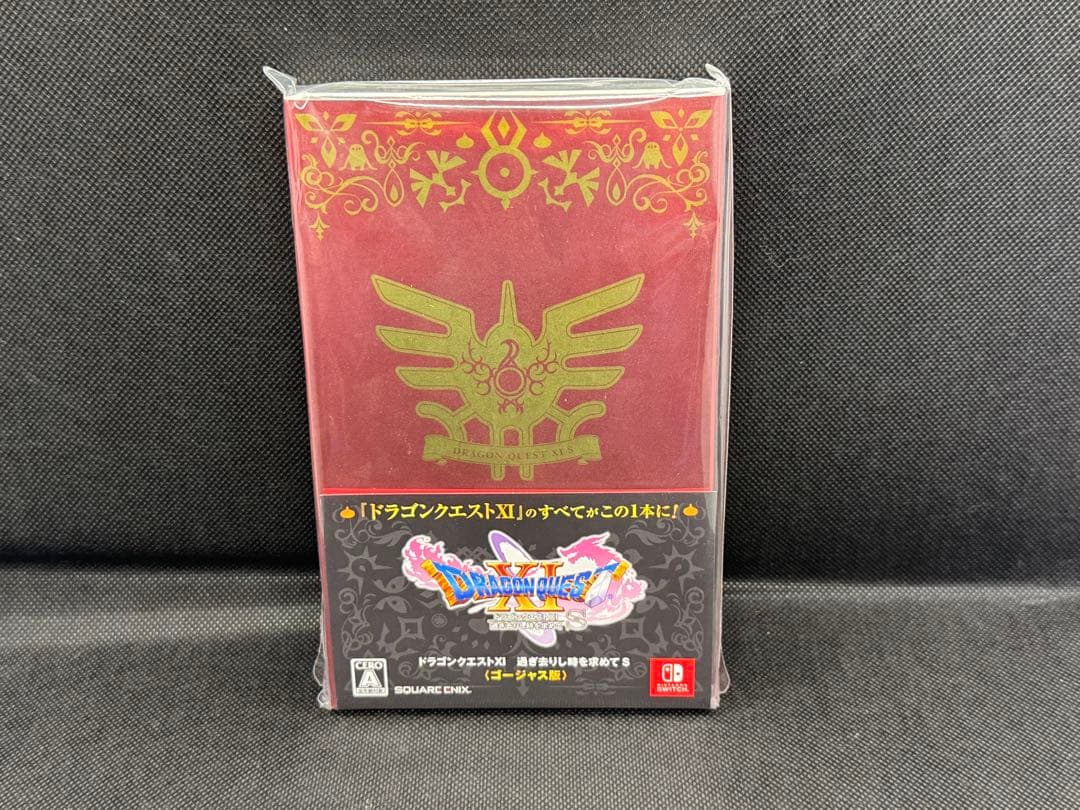 DRAGON QUEST XI S
『ドラゴンクエストXI』のすべてがこの1本に!
DRAGON QUEST
XI
S
ドラゴンクエストXI 過ぎ去りし時を求めて S
〈ゴージャス版〉
CERO
A
SQUARE ENIX.
NINTENDO
SWITCH